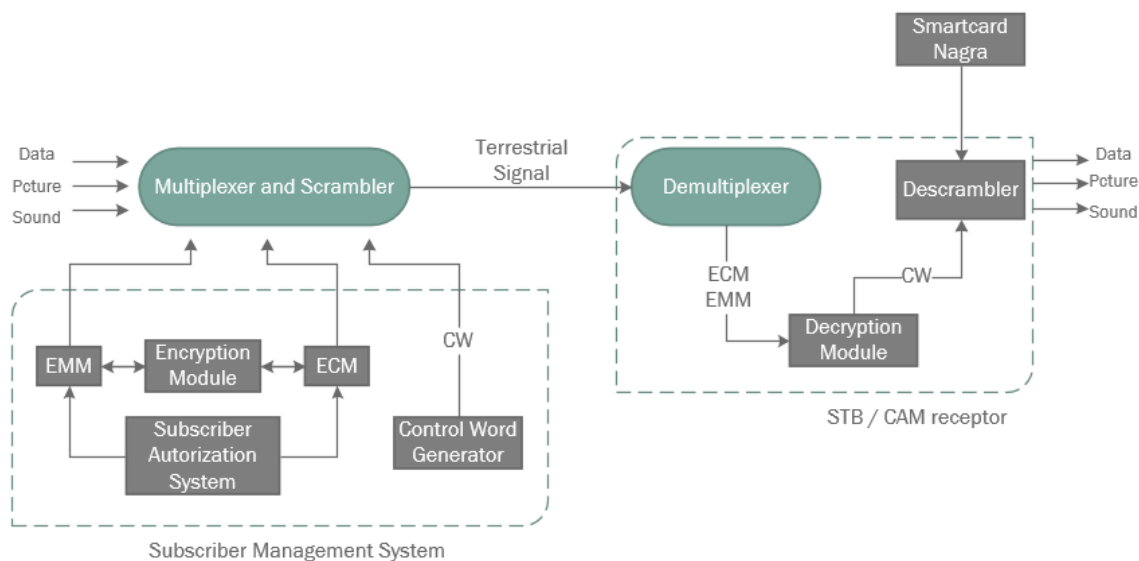 Smartcard
Nagra
Data
Pcture
Sound
Multiplexer and Scrambler
Terrestrial
Signal
Demultiplexer
Descrambler
Data
Pcture
Sound
ECM
EMM
CW
Decryption
Module
STB / CAM receptor
EMM
Encryption
Module
ECM
CW
Subscriber
Autorization
System
Control Word
Generator
Subscriber Management System